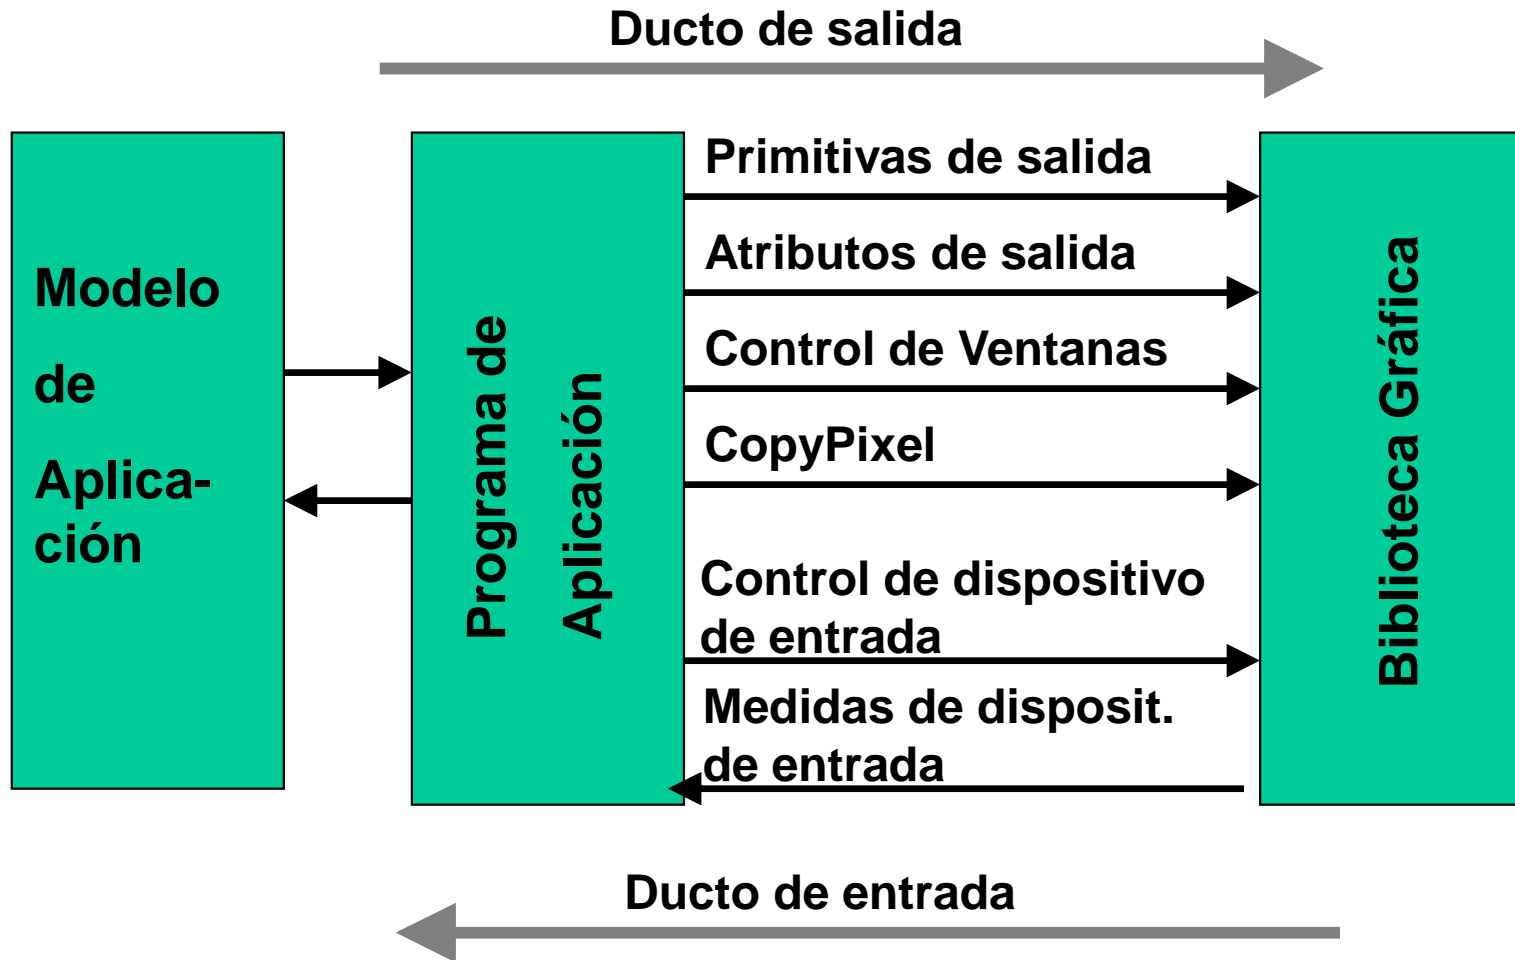 Ducto de salida
Modelo
de
Aplica-
ción
Programa de
Aplicación
Primitivas de salida
Atributos de salida
Control de Ventanas
CopyPixel
Control de dispositivo
de entrada
Medidas de disposit.
de entrada
Biblioteca Gráfica
Ducto de entrada